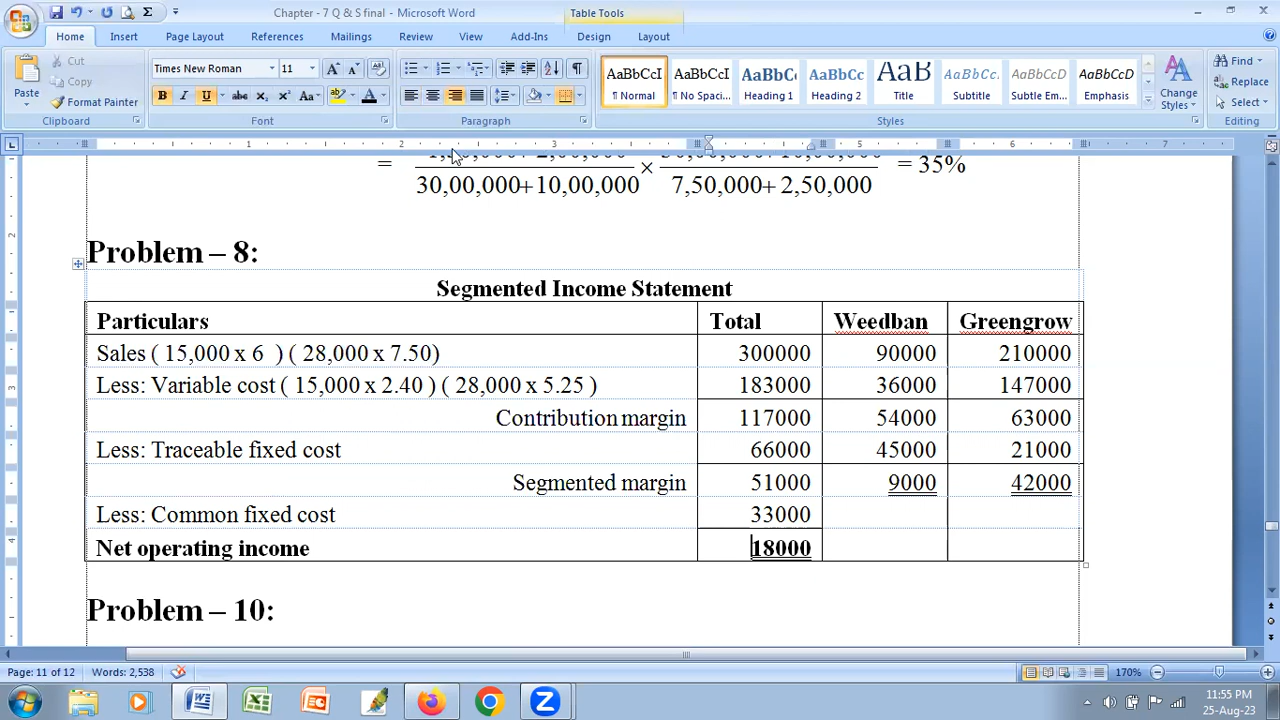 Chapter - 7 Q & S final - Microsoft Word
Table Tools
Home Insert Page Layout References Mailings Review View Add-Ins Design Layout
Cut
Copy
Paste
Format Painter
Clipboard
Times New Roman 11
Font
Paragraph
AaBbCcI AaBbCcI AaBbC AaBbCc AaB AaBbCcl AaBbCcD AaBbCcD
¶ Normal ¶ No Spaci... Heading 1 Heading 2 Title Subtitle Subtle Em... Emphasis
Change Styles
Styles
Find
Replace
Select
Editing
= 35%
30,00,000+10,00,000 × 7,50,000+ 2,50,000
Problem – 8:
Segmented Income Statement
Particulars Total Weedban Greengrow
Sales ( 15,000 x 6 ) ( 28,000 x 7.50) 300000 90000 210000
Less: Variable cost ( 15,000 x 2.40 ) ( 28,000 x 5.25 ) 183000 36000 147000
Contribution margin 117000 54000 63000
Less: Traceable fixed cost 66000 45000 21000
Segmented margin 51000 9000 42000
Less: Common fixed cost 33000
Net operating income 18000
Problem – 10:
Page: 11 of 12 Words: 2,538 170%
11:55 PM
25-Aug-23